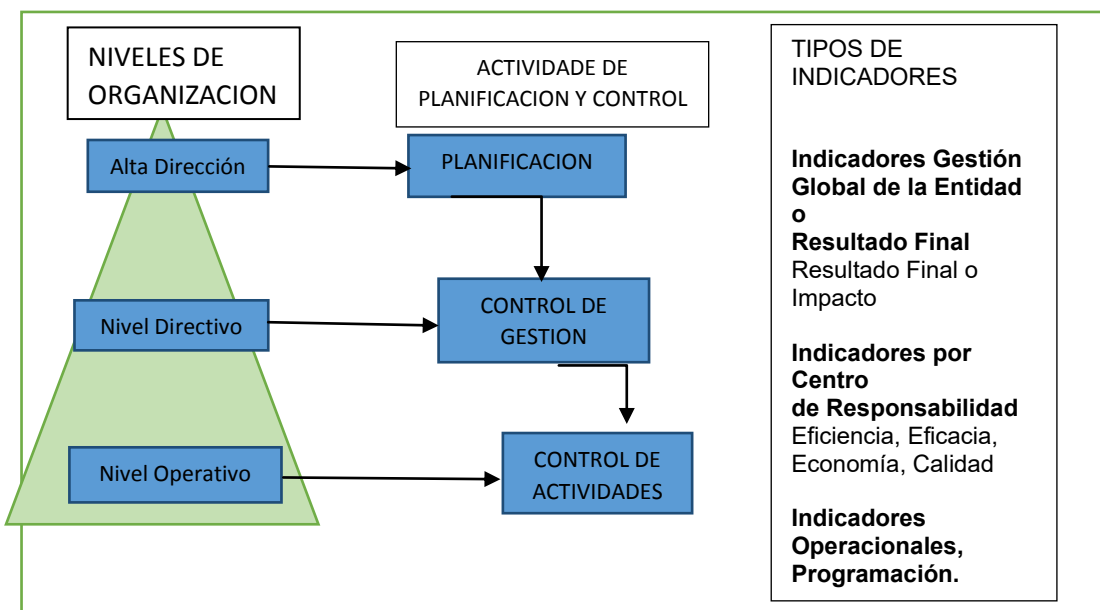 NIVELES DE
ORGANIZACION
ACTIVIDADE DE
PLANIFICACION Y CONTROL
TIPOS DE
INDICADORES
Alta Dirección
PLANIFICACION
Indicadores Gestión
Global de la Entidad
o
Resultado Final
Resultado Final o
Impacto
Nivel Directivo
CONTROL DE
GESTION
Indicadores por
Centro
de Responsabilidad
Eficiencia, Eficacia,
Economía, Calidad
Nivel Operativo
CONTROL DE
ACTIVIDADES
Indicadores
Operacionales,
Programación.